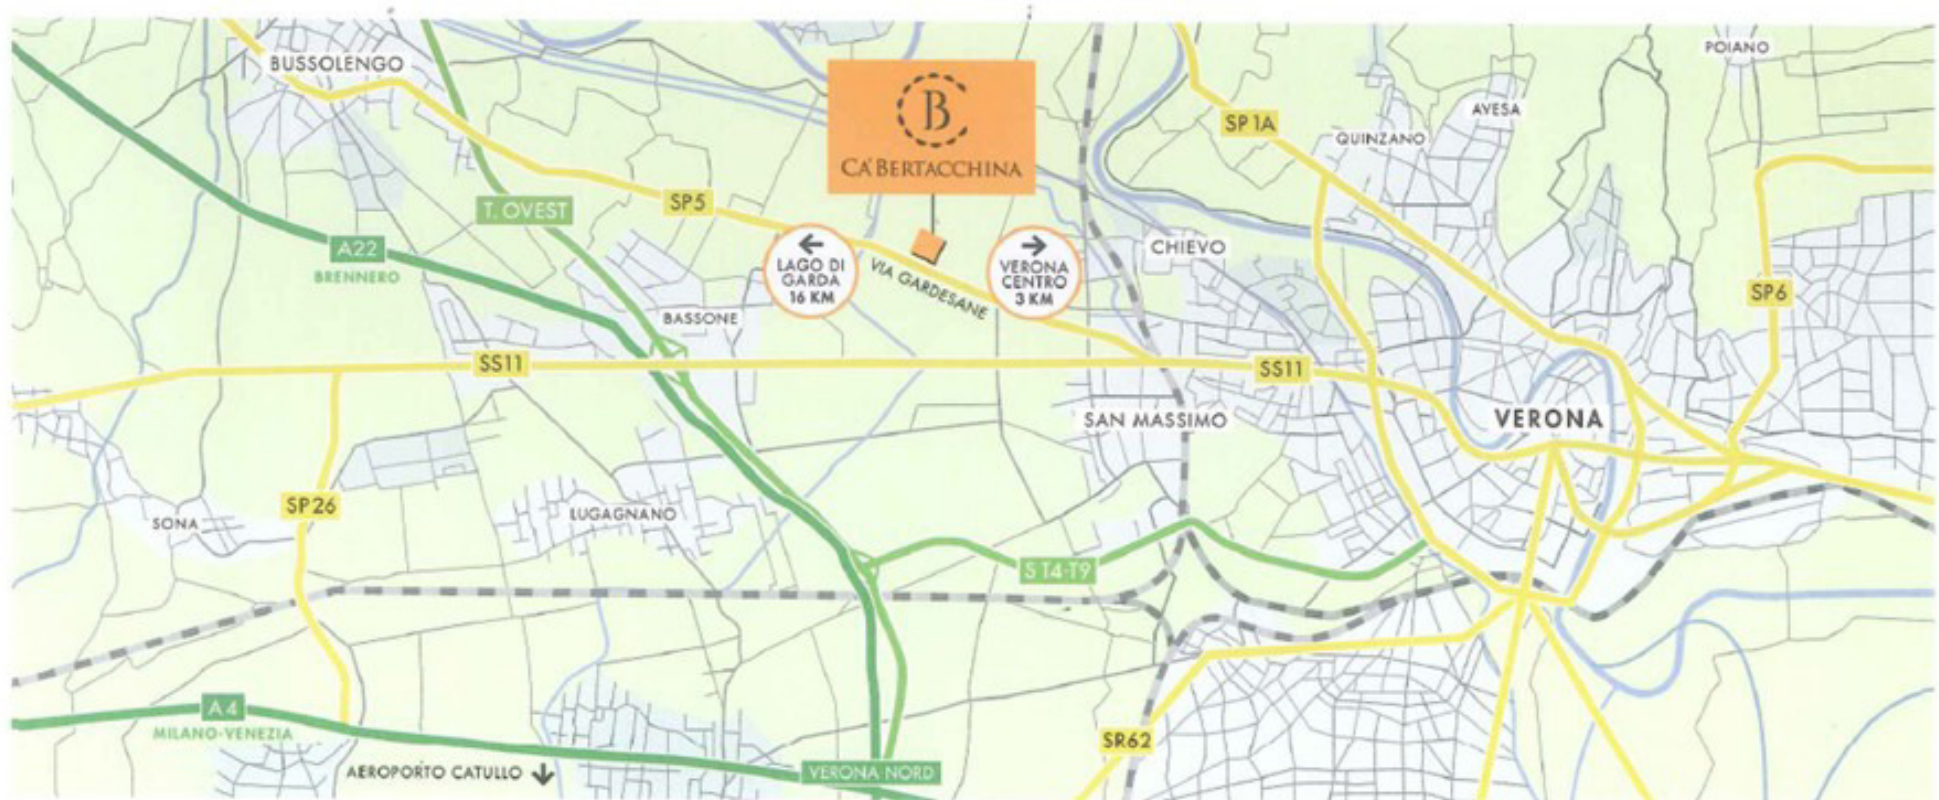 POIANO
BUSSOLENGO
B
CA'BERTACCHINA
SP1A
AVESA
QUINZANO
SP5
T. OVEST
A22
BRENNERO
LAGO DI
GARDA
16 KM
VIA GARDESANE
VERONA
CENTRO
3 KM
CHIEVO
SP6
BASSONE
SS11
SS11
SAN MASSIMO
VERONA
SP26
SONA
LUGAGNANO
S T4-T9
A4
MILANO-VENEZIA
SR62
AEROPORTO CATULLO
VERONA NORD